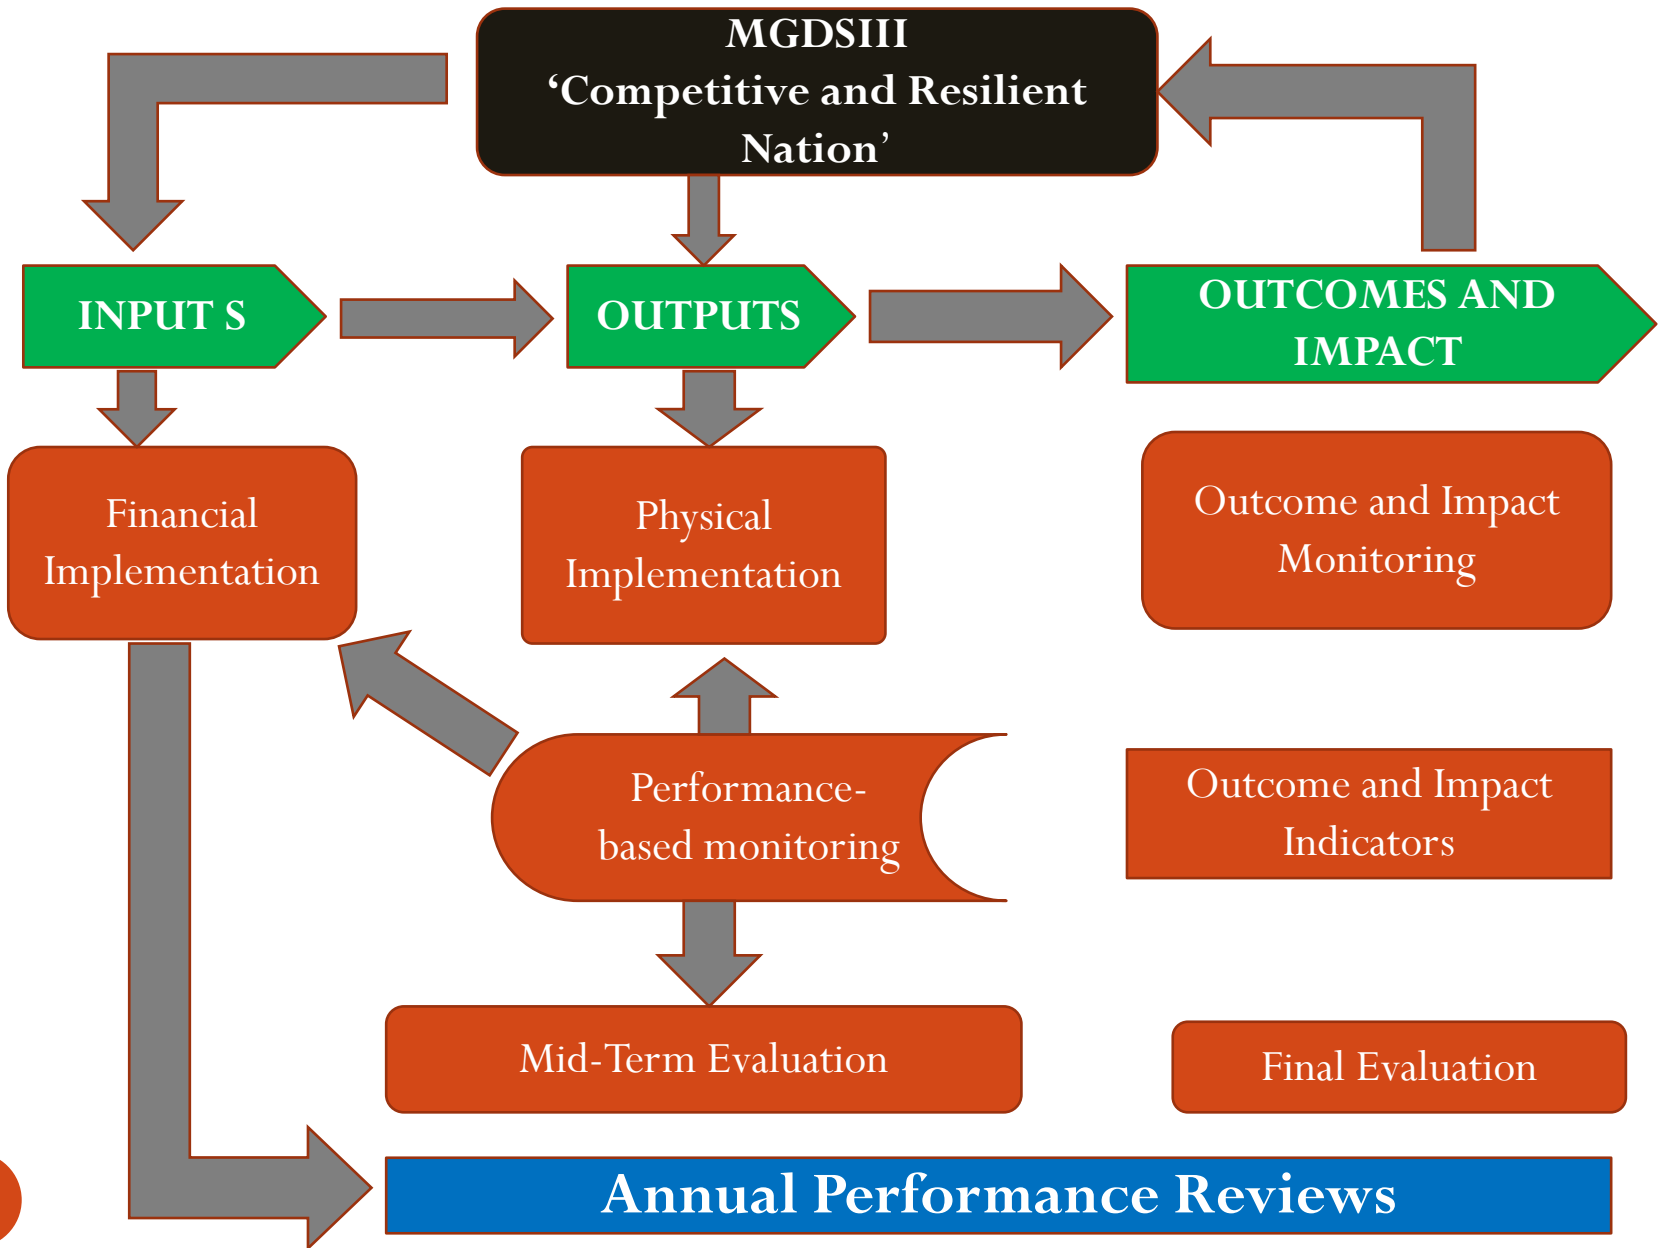 MGDSIII
‘Competitive and Resilient
Nation’
INPUT S
OUTPUTS
OUTCOMES AND
IMPACT
Financial
Implementation
Physical
Implementation
Outcome and Impact
Monitoring
Performance-
based monitoring
Outcome and Impact
Indicators
Mid-Term Evaluation
Final Evaluation
Annual Performance Reviews